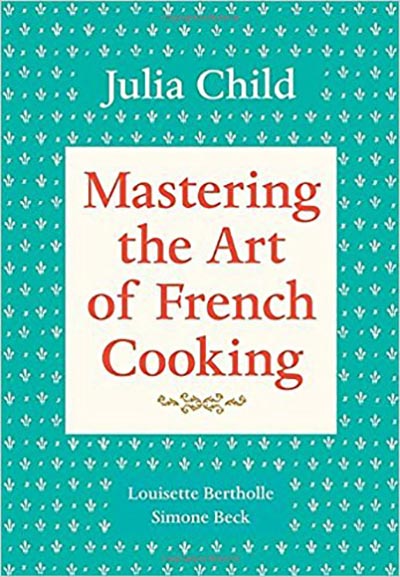 Julia Child
Mastering
the Art
of French
Cooking
Louisette Bertholle
Simone Beck